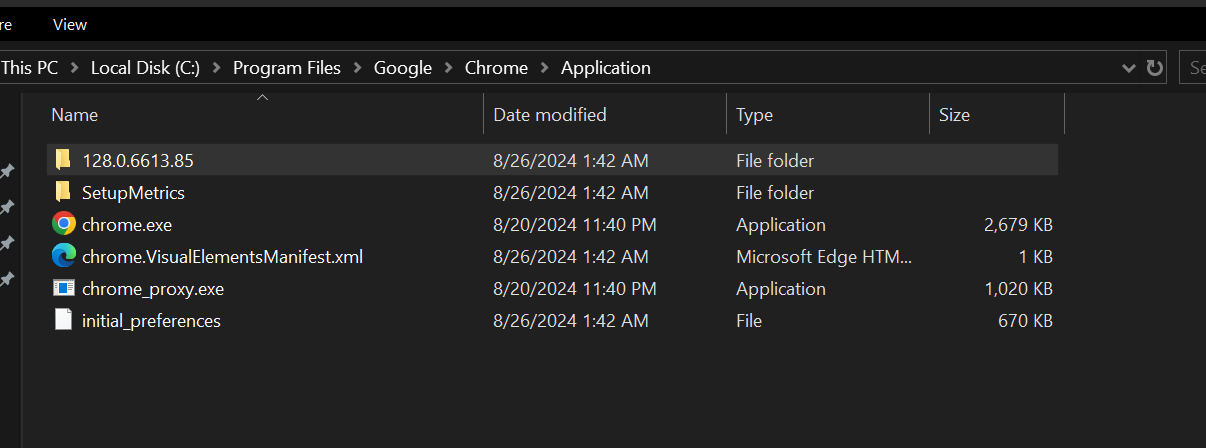 re View
This PC Local Disk (C:) Program Files Google Chrome Application Se
Name Date modified Type Size
128.0.6613.85 8/26/2024 1:42 AM File folder
SetupMetrics 8/26/2024 1:42 AM File folder
chrome.exe 8/20/2024 11:40 PM Application 2,679 KB
chrome.VisualElementsManifest.xml 8/26/2024 1:42 AM Microsoft Edge HTM... 1 KB
chrome_proxy.exe 8/20/2024 11:40 PM Application 1,020 KB
initial_preferences 8/26/2024 1:42 AM File 670 KB